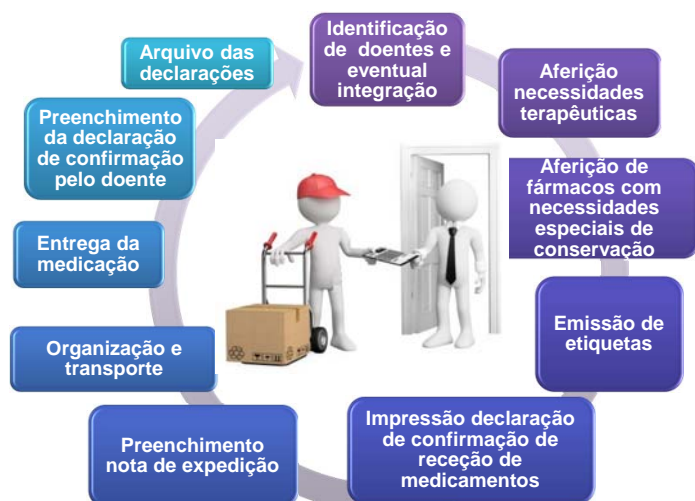 Identificação
de doentes e
eventual
integração
Aferição
necessidades
terapêuticas
Aferição de
fármacos com
necessidades
especiais de
conservação
Emissão de
etiquetas
Impressão declaração
de confirmação de
receção de
medicamentos
Preenchimento
nota de expedição
Organização e
transporte
Entrega da
medicação
Preenchimento
da declaração
de confirmação
pelo doente
Arquivo das
declarações